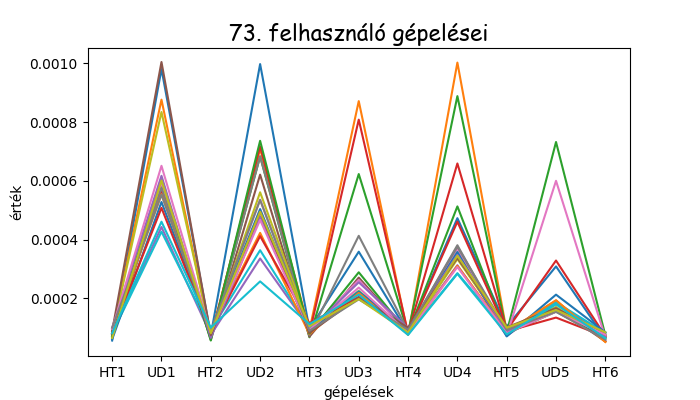 73. felhasználó gépelései
0.0010
0.0008
0.0006
0.0004
0.0002
érték
HT1 UD1 HT2 UD2 HT3 UD3 HT4 UD4 HT5 UD5 HT6
gépelések